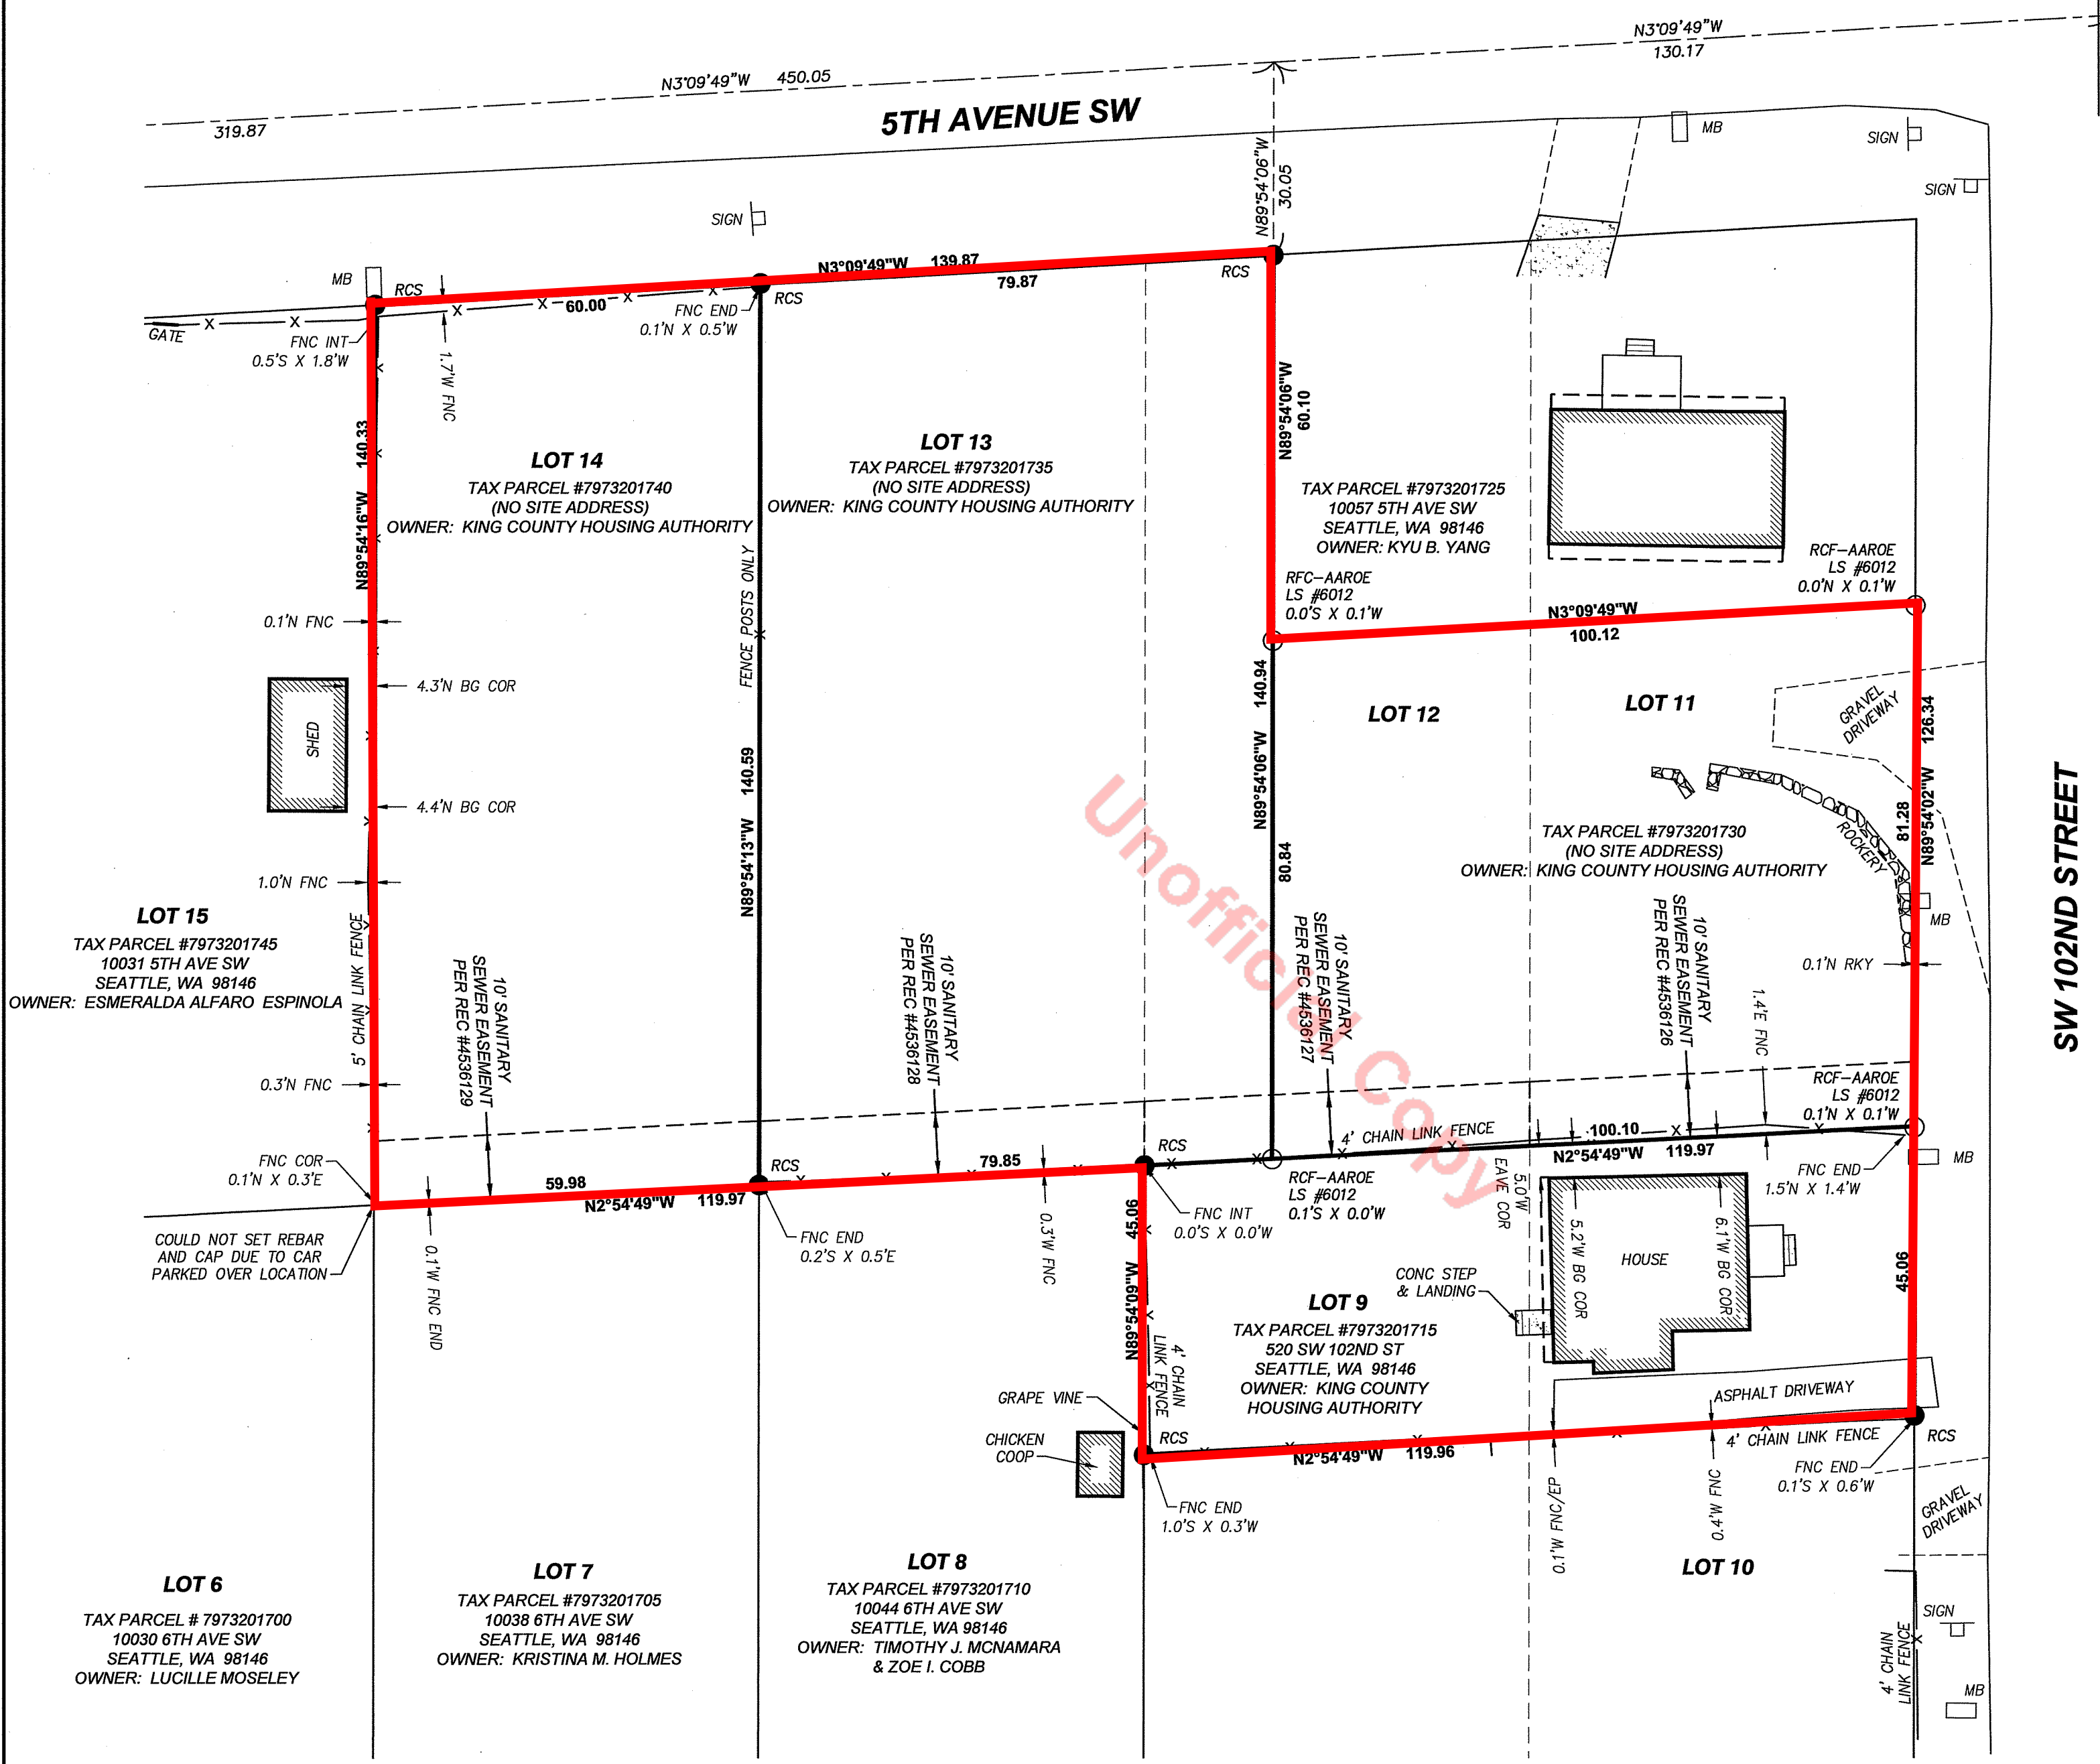 N3°09'49"W
130.17
N3°09'49"W 450.05
319.87
5TH AVENUE SW
MB
SIGN
SIGN
N89°54'06"W
30.05
SIGN
MB
RCS
N3°09'49"W 139.87
79.87
RCS
RCS
60.00
FNC END
0.1'N X 0.5'W
GATE
FNC INT
0.5'S X 1.8'W
1.7'W FNC
N89°54'16"W 140.33
N89°54'06"W
60.10
LOT 14
TAX PARCEL #7973201740
(NO SITE ADDRESS)
OWNER: KING COUNTY HOUSING AUTHORITY
LOT 13
TAX PARCEL #7973201735
(NO SITE ADDRESS)
OWNER: KING COUNTY HOUSING AUTHORITY
TAX PARCEL #7973201725
10057 5TH AVE SW
SEATTLE, WA 98146
OWNER: KYU B. YANG
RCF-AAROE
LS #6012
0.0'N X 0.1'W
RFC-AAROE
LS #6012
0.0'S X 0.1'W
N3°09'49"W
100.12
FENCE POSTS ONLY
0.1'N FNC
4.3'N BG COR
SHED
4.4'N BG COR
1.0'N FNC
N89°54'13"W 140.59
N89°54'06"W 140.94
80.84
LOT 12
LOT 11
GRAVEL
DRIVEWAY
126.34
N89°54'02"W
81.28
ROCKERY
TAX PARCEL #7973201730
(NO SITE ADDRESS)
OWNER: KING COUNTY HOUSING AUTHORITY
MB
SW 102ND STREET
Unofficial Copy
LOT 15
TAX PARCEL #7973201745
10031 5TH AVE SW
SEATTLE, WA 98146
OWNER: ESMERALDA ALFARO ESPINOLA
5' CHAIN LINK FENCE
0.3'N FNC
10' SANITARY
SEWER EASEMENT
PER REC #4536129
10' SANITARY
SEWER EASEMENT
PER REC #4536128
10' SANITARY
SEWER EASEMENT
PER REC #4536127
10' SANITARY
SEWER EASEMENT
PER REC #4536126
0.1'N RKY
1.4'E FNC
RCF-AAROE
LS #6012
0.1'N X 0.1'W
4' CHAIN LINK FENCE
100.10
N2°54'49"W 119.97
FNC END
1.5'N X 1.4'W
MB
FNC COR
0.1'N X 0.3'E
59.98
N2°54'49"W 119.97
RCS
79.85
RCS
RCF-AAROE
LS #6012
0.1'S X 0.0'W
FNC INT
0.0'S X 0.0'W
5.0'W
EAVE COR
COULD NOT SET REBAR
AND CAP DUE TO CAR
PARKED OVER LOCATION
0.1'W FNC END
FNC END
0.2'S X 0.5'E
0.3'W FNC
45.06
N89°54'09"W
4' CHAIN
LINK FENCE
5.2'W BG COR
HOUSE
6.1'W BG COR
45.06
CONC STEP
& LANDING
LOT 9
TAX PARCEL #7973201715
520 SW 102ND ST
SEATTLE, WA 98146
OWNER: KING COUNTY
HOUSING AUTHORITY
ASPHALT DRIVEWAY
GRAPE VINE
CHICKEN
COOP
RCS
N2°54'49"W 119.96
4' CHAIN LINK FENCE
RCS
FNC END
0.1'S X 0.6'W
FNC END
1.0'S X 0.3'W
0.1'W FNC/EP
0.4'W FNC
GRAVEL
DRIVEWAY
LOT 10
LOT 6
TAX PARCEL # 7973201700
10030 6TH AVE SW
SEATTLE, WA 98146
OWNER: LUCILLE MOSELEY
LOT 7
TAX PARCEL #7973201705
10038 6TH AVE SW
SEATTLE, WA 98146
OWNER: KRISTINA M. HOLMES
LOT 8
TAX PARCEL #7973201710
10044 6TH AVE SW
SEATTLE, WA 98146
OWNER: TIMOTHY J. MCNAMARA
& ZOE I. COBB
SIGN
4' CHAIN
LINK FENCE
MB